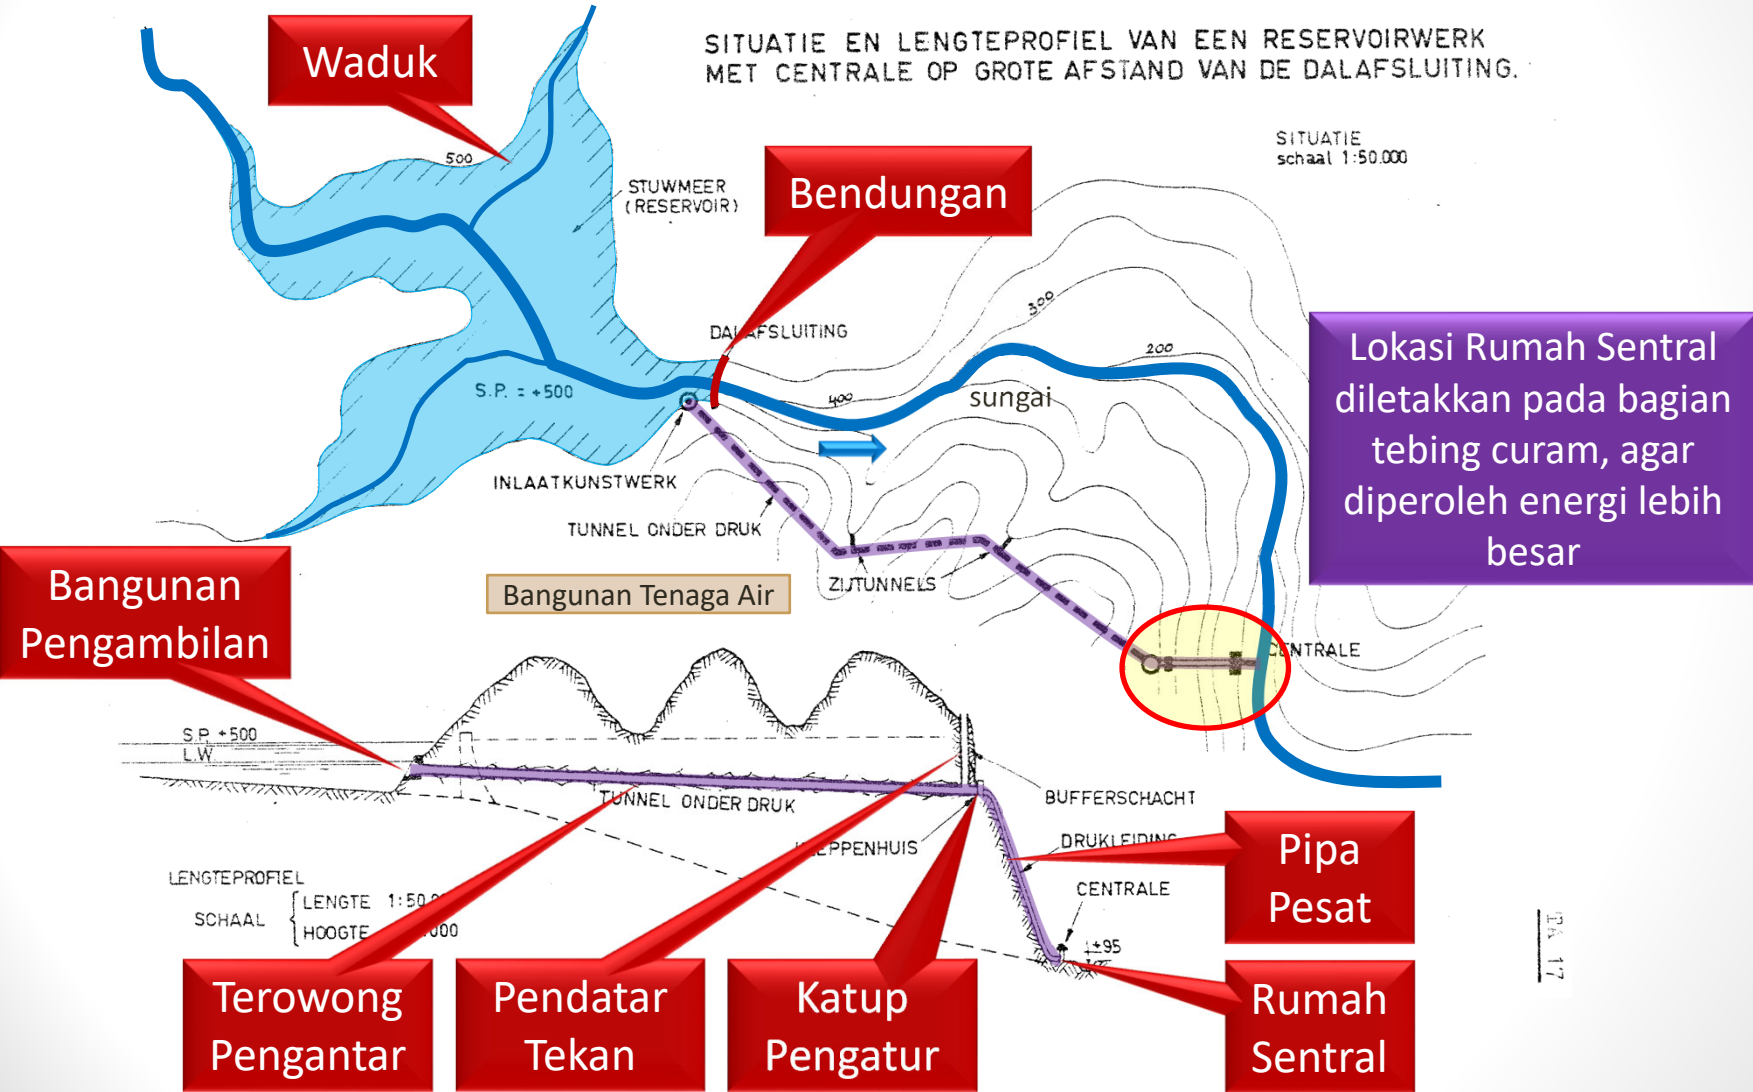 SITUATIE EN LENGTEPROFIEL VAN EEN RESERVOIRWERK
MET CENTRALE OP GROTE AFSTAND VAN DE DALAFSLUITING.
Waduk
SITUATIE
schaal 1:50.000
500
STUWMEER
(RESERVOIR)
Bendungan
300
DALAFSLUITING
200
S.P. = +500
400
sungai
Lokasi Rumah Sentral
diletakkan pada bagian
tebing curam, agar
diperoleh energi lebih
besar
INLAATKUNSTWERK
TUNNEL ONDER DRUK
ZIJTUNNELS
Bangunan Tenaga Air
Bangunan
Pengambilan
CENTRALE
S.P. +500
L.W.
TUNNEL ONDER DRUK
BUFFERSCHACHT
DRUKLEIDING
Pipa
Pesat
LENGTEPROFIEL
SCHAAL
LENGTE
HOOGTE
CENTRALE
+95
TA 17
Terowong
Pengantar
Pendatar
Tekan
Katup
Pengatur
Rumah
Sentral